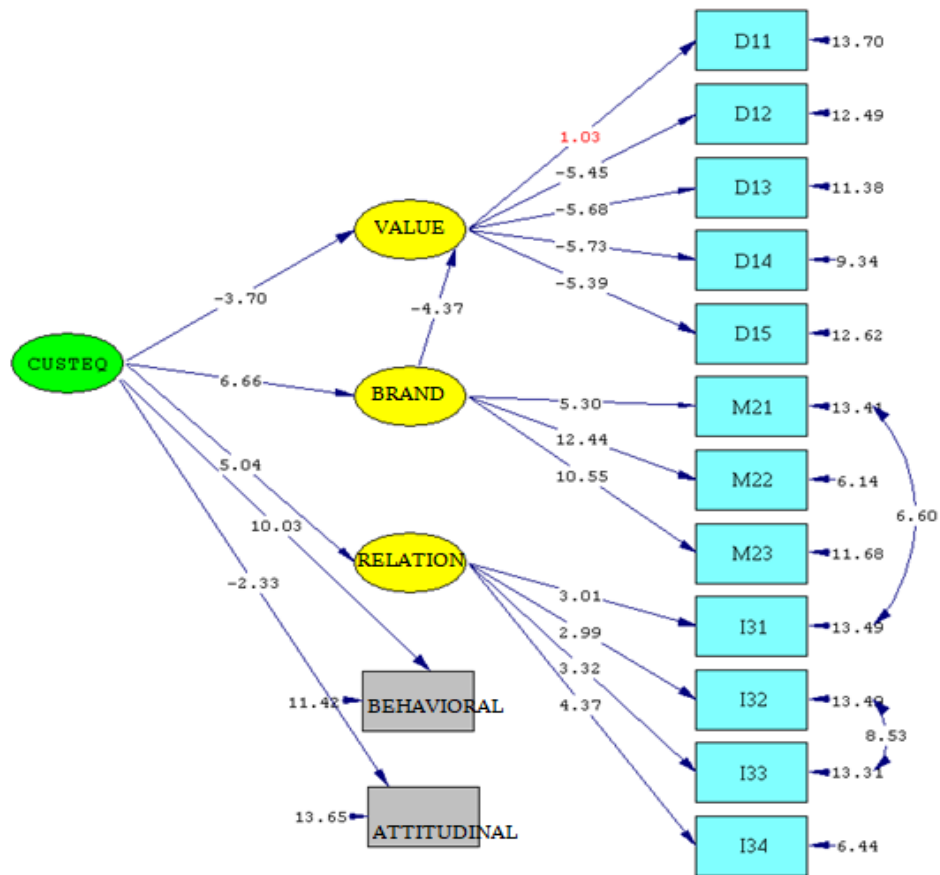 D11
13.70
D12
12.49
1.03
-5.45
D13
11.38
-5.68
VALUE
-5.73
D14
9.34
-5.39
-3.70
-4.37
D15
12.62
CUSTEQ
6.66
BRAND
5.30
M21
13.41
12.44
10.55
M22
6.14
6.60
5.04
10.03
M23
11.68
RELATION
-2.33
3.01
I31
13.49
2.99
3.32
4.37
I32
8.53
11.42
BEHAVIORAL
I33
13.31
13.65
ATTITUDINAL
I34
6.44